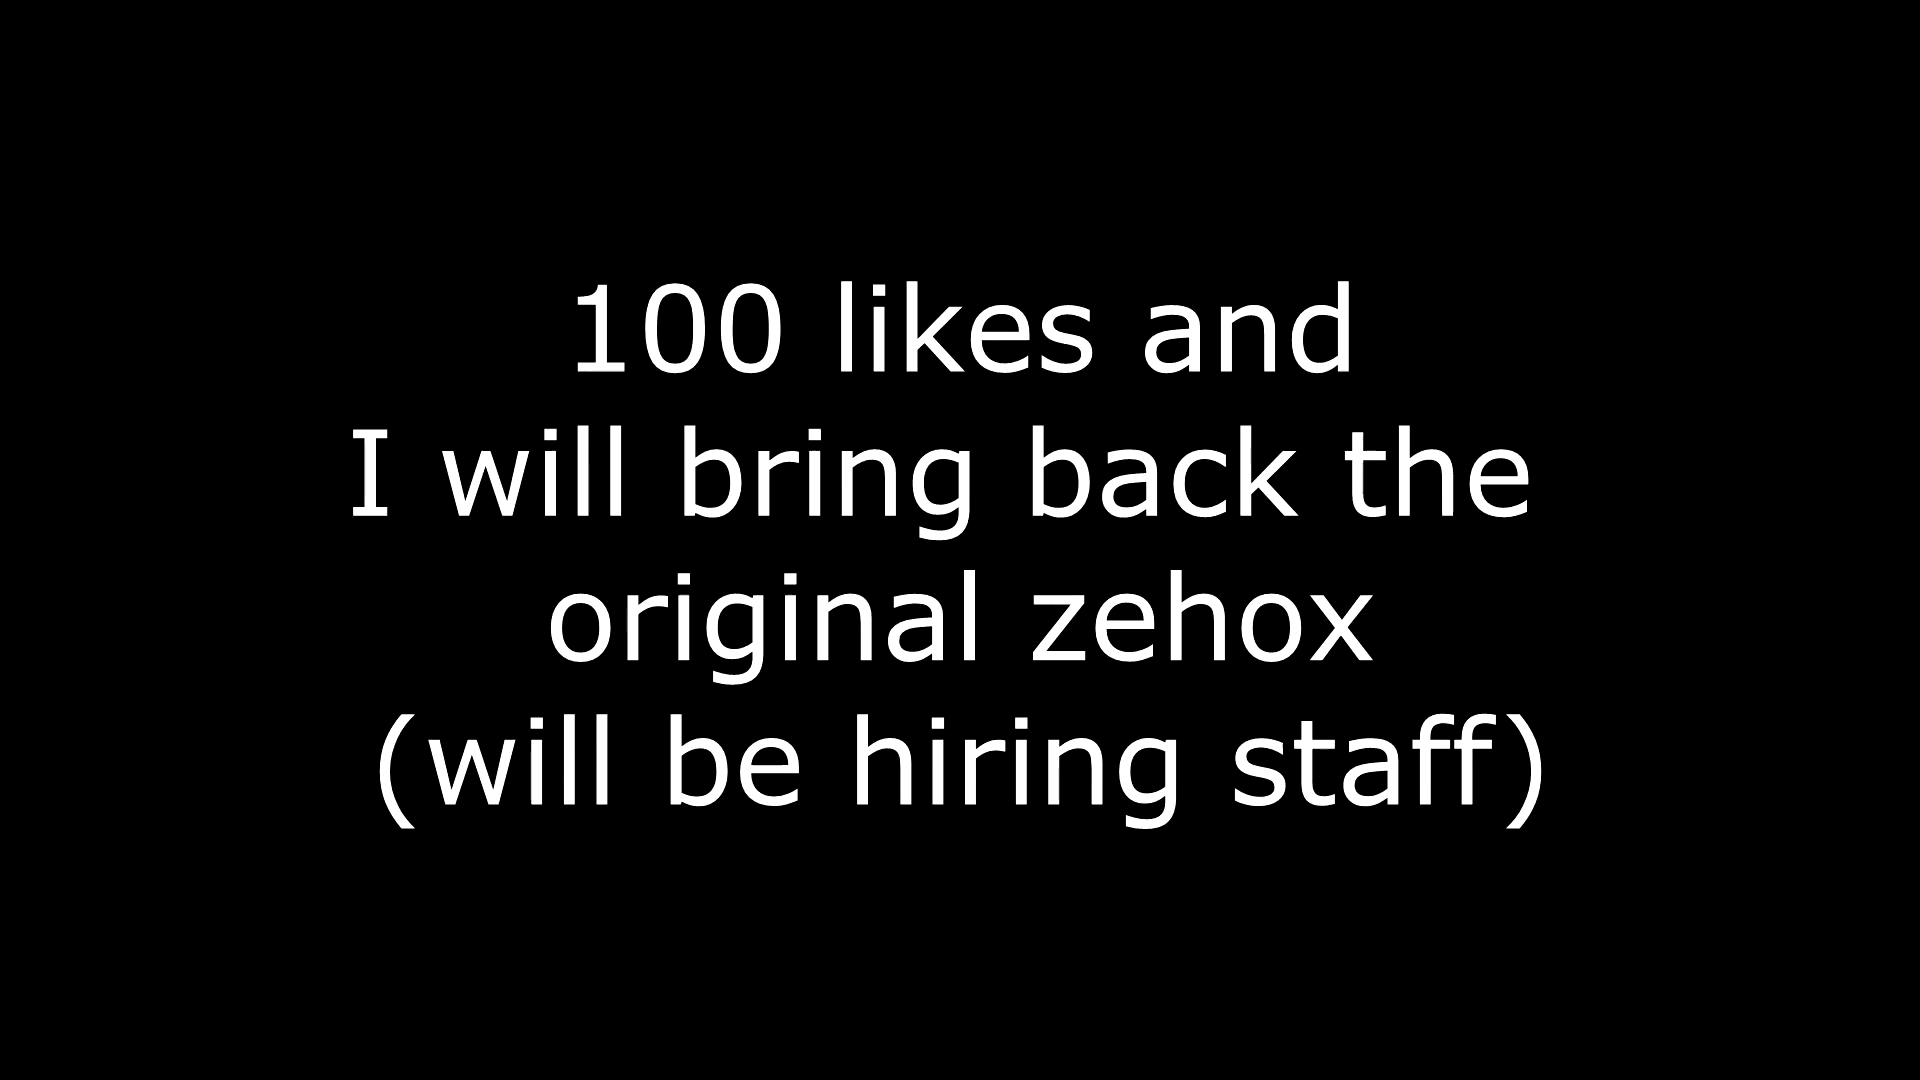 100 likes and
I will bring back the
original zehox
(will be hiring staff)